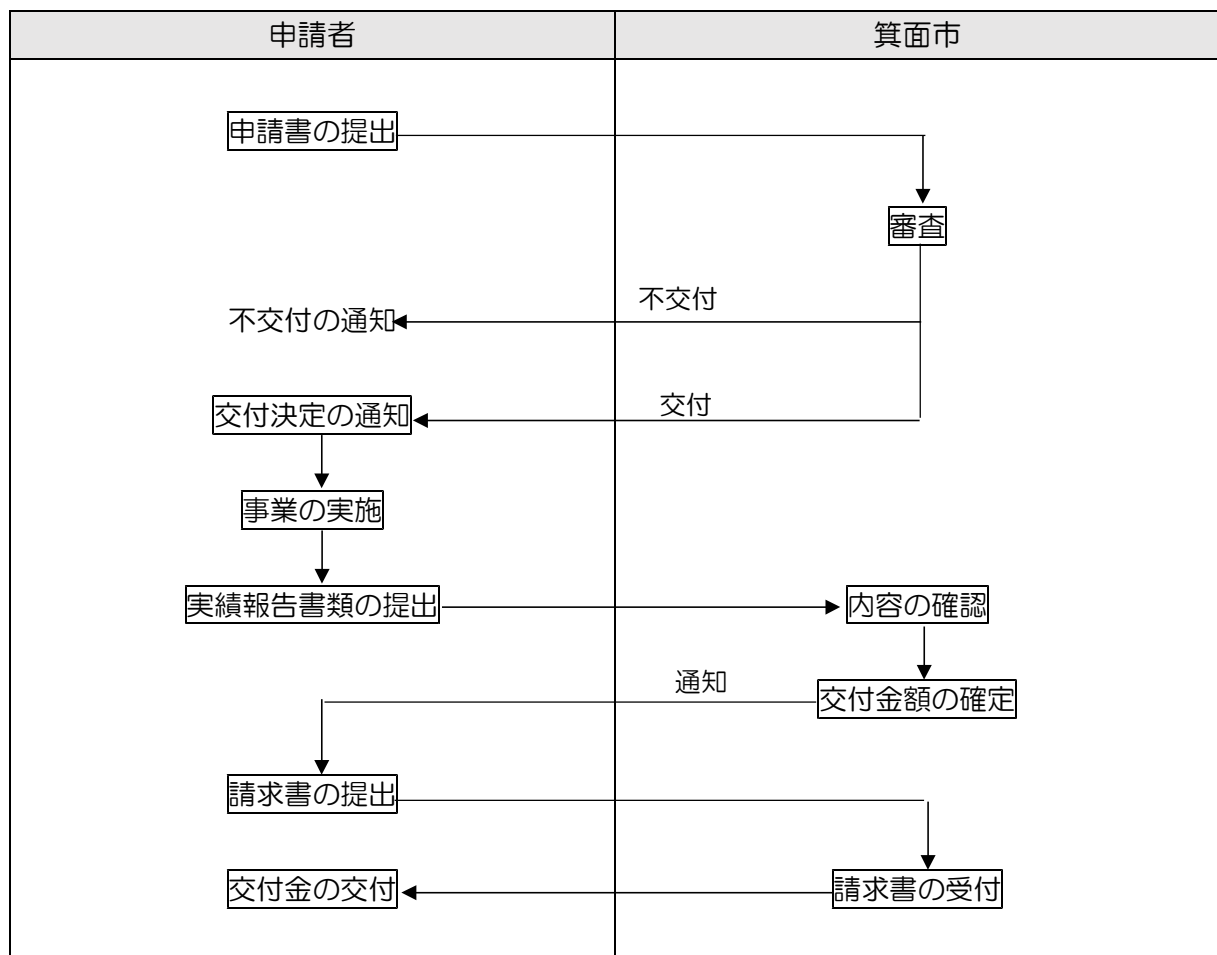 申請者
箕面市
申請書の提出
審査
不交付
不交付の通知
交付
交付決定の通知
事業の実施
実績報告書類の提出
内容の確認
通知
交付金額の確定
請求書の提出
交付金の交付
請求書の受付